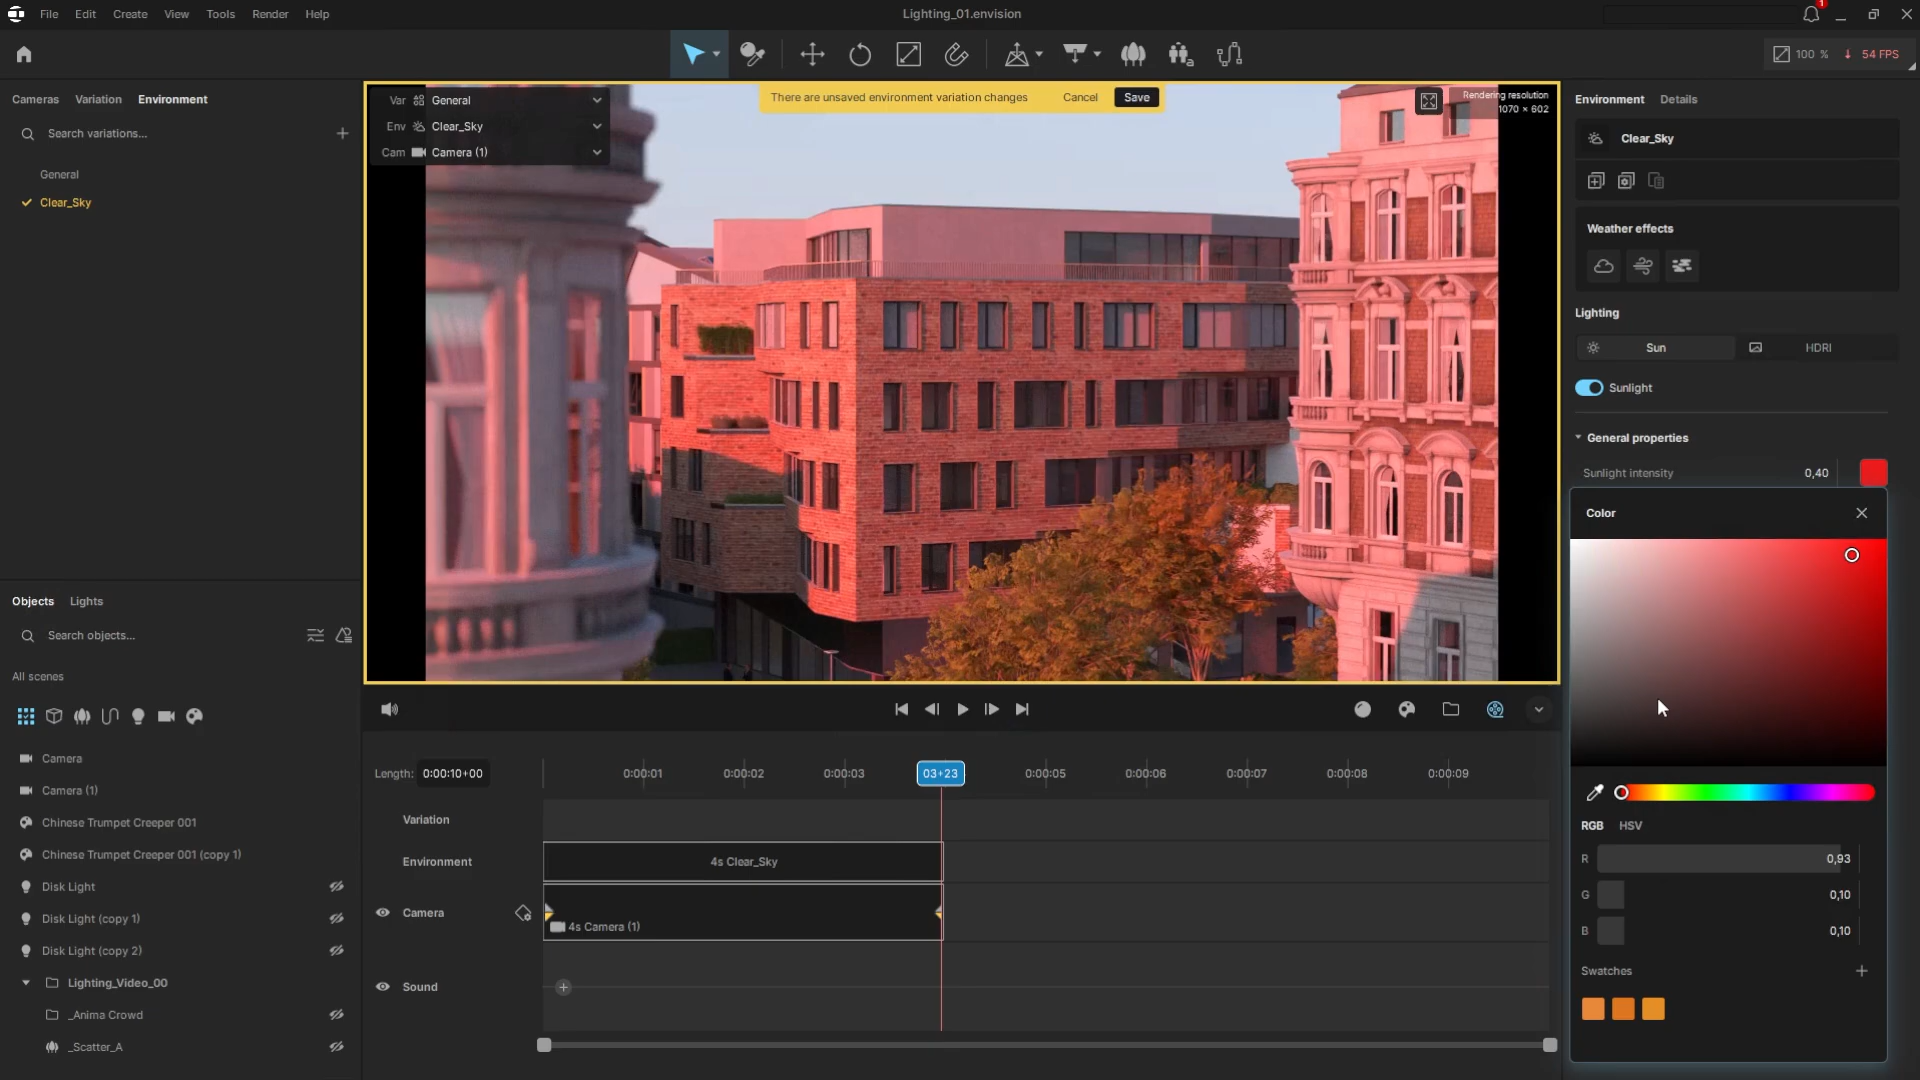 File Edit Create View Tools Render Help
Lighting_01.envision
1
100 % 54 FPS
Cameras Variation Environment
Search variations...
General
Clear_Sky
Var General
Env Clear_Sky
Cam Camera (1)
There are unsaved environment variation changes Cancel Save
Rendering resolution
1070 × 602
Environment Details
Clear_Sky
Weather effects
Lighting
Sun HDRI
Sunlight
General properties
Sunlight intensity 0,40
Color
RGB HSV
R 0,93
G 0,10
B 0,10
Swatches
Objects Lights
Search objects...
All scenes
Camera
Camera (1)
Chinese Trumpet Creeper 001
Chinese Trumpet Creeper 001 (copy 1)
Disk Light
Disk Light (copy 1)
Disk Light (copy 2)
Lighting_Video_00
_Anima Crowd
_Scatter_A
Length: 0:00:10+00
0:00:01 0:00:02 0:00:03 03+23 0:00:05 0:00:06 0:00:07 0:00:08 0:00:09
Variation
Environment 4s Clear_Sky
Camera
4s Camera (1)
Sound